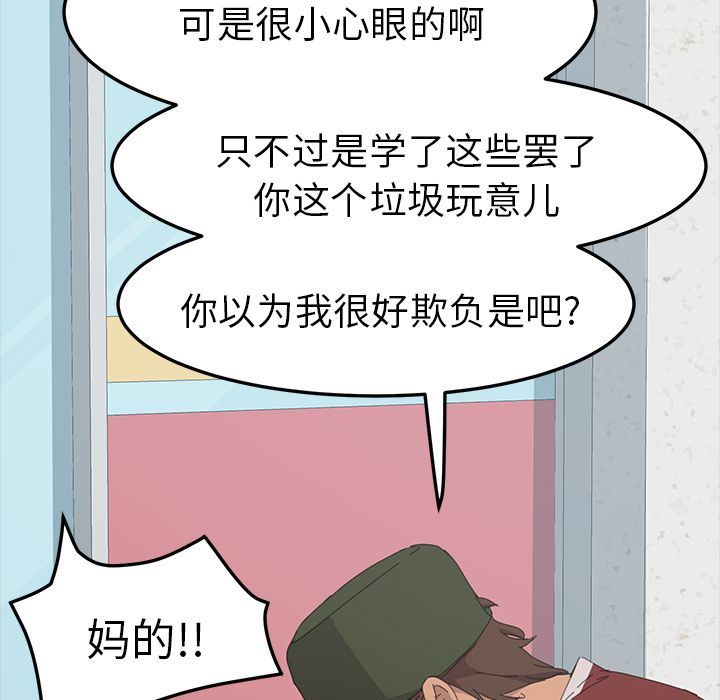 可是很小心眼的啊
只不过是学了这些罢了
你这个垃圾玩意儿
你以为我很好欺负是吧?
妈的!!